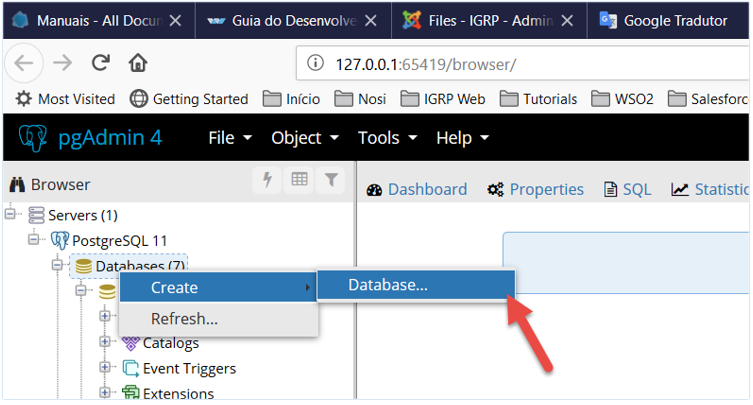 Manuais - All Docun
Guia do Desenvolve
Files - IGRP - Admin
Google Tradutor
127.0.0.1:65419/browser/
Most Visited
Getting Started
Início
Nosi
IGRP Web
Tutorials
WSO2
Salesforce
pgAdmin 4
File
Object
Tools
Help
Browser
Dashboard
Properties
SQL
Statistic
Servers (1)
PostgreSQL 11
Databases (7)
Create
Database...
Refresh...
Catalogs
Event Triggers
Extensions